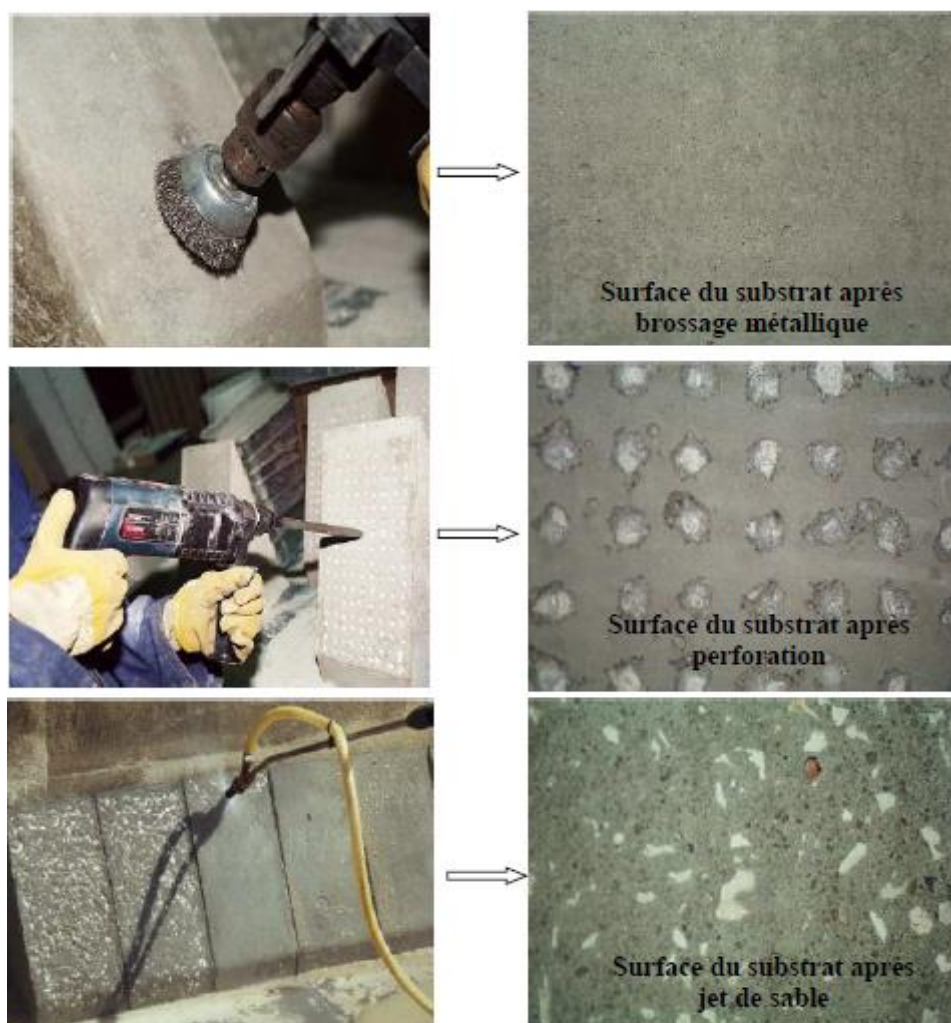 Surface du substrat après
brossage métallique
Surface du substrat après
perforation
Surface du substrat après
jet de sable